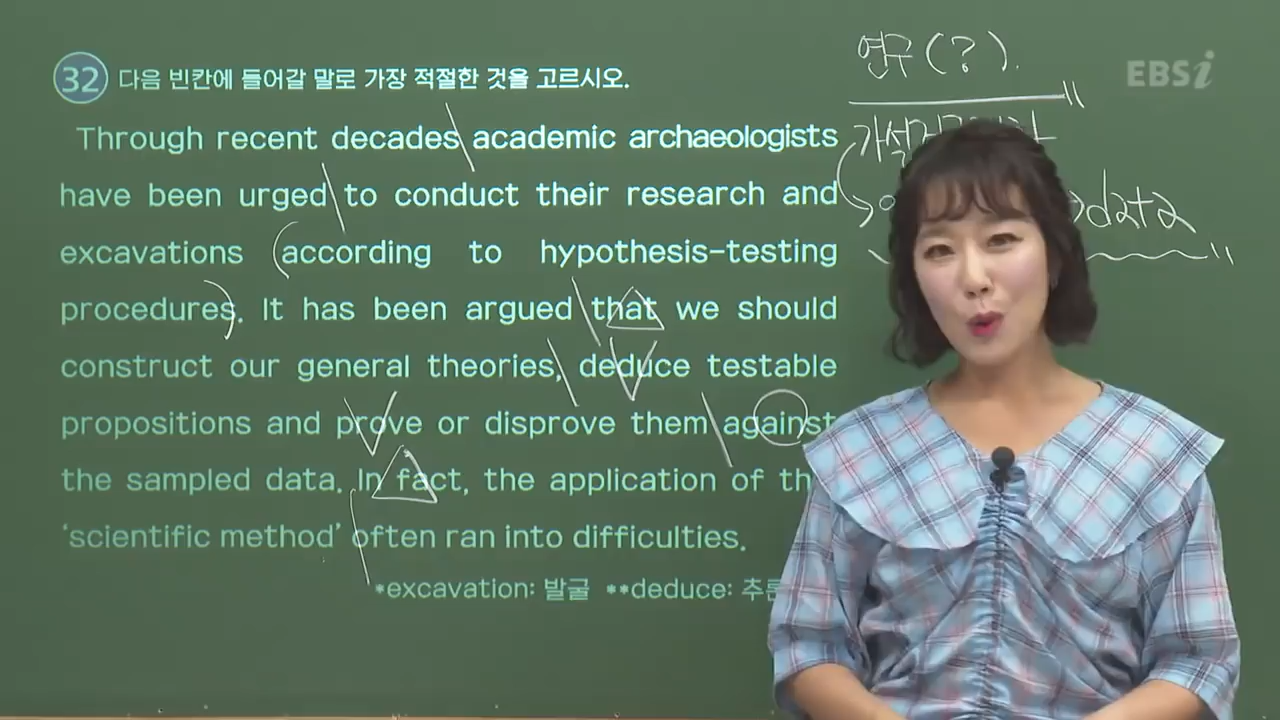 32 다음 빈칸에 들어갈 말로 가장 적절한 것을 고르시오.
Through recent decades academic archaeologists
have been urged to conduct their research and
excavations (according to hypothesis-testing
procedures). It has been argued that we should
construct our general theories, deduce testable
propositions and prove or disprove them against
the sampled data. In fact, the application of
'scientific method' often ran into difficulties.
*excavation: 발굴 **deduce:
연구 (?).
data
EBSi